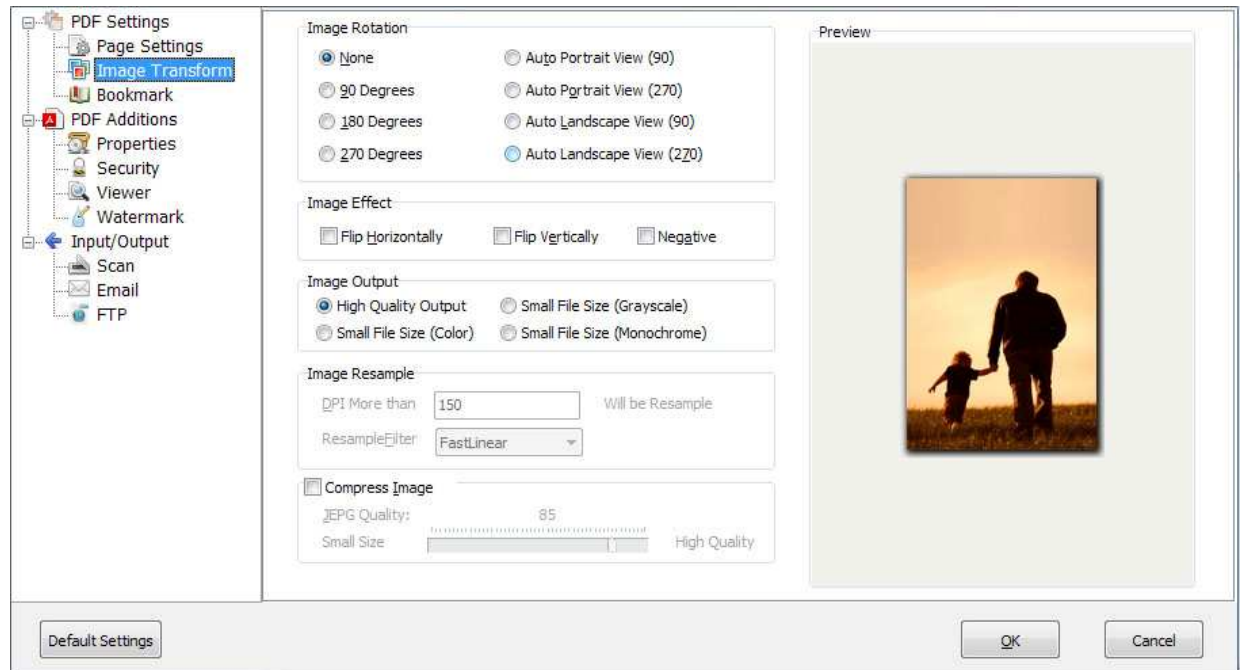 PDF Settings
Page Settings
Image Transform
Bookmark
PDF Additions
Properties
Security
Viewer
Watermark
Input/Output
Scan
Email
FTP
Image Rotation
None
Auto Portrait View (90)
90 Degrees
Auto Portrait View (270)
180 Degrees
Auto Landscape View (90)
270 Degrees
Auto Landscape View (270)
Image Effect
Flip Horizontally
Flip Vertically
Negative
Image Output
High Quality Output
Small File Size (Grayscale)
Small File Size (Color)
Small File Size (Monochrome)
Image Resample
DPI More than 150 Will be Resample
ResampleFilter FastLinear
Compress Image
JEPG Quality: 85
Small Size High Quality
Preview
Default Settings
OK
Cancel